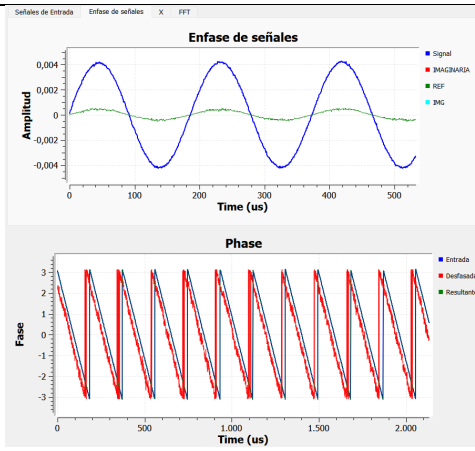 Señales de Entrada Enfase de señales X FFT
Enfase de señales
Amplitud
0,004
0,002
0
-0,002
-0,004
0 100 200 300 400 500
Time (us)
Signal
IMAGINARIA
REF
IMG
Phase
Fase
3
2
1
0
-1
-2
-3
0 500 1.000 1.500 2.000
Time (us)
Entrada
Desfasada
Resultante